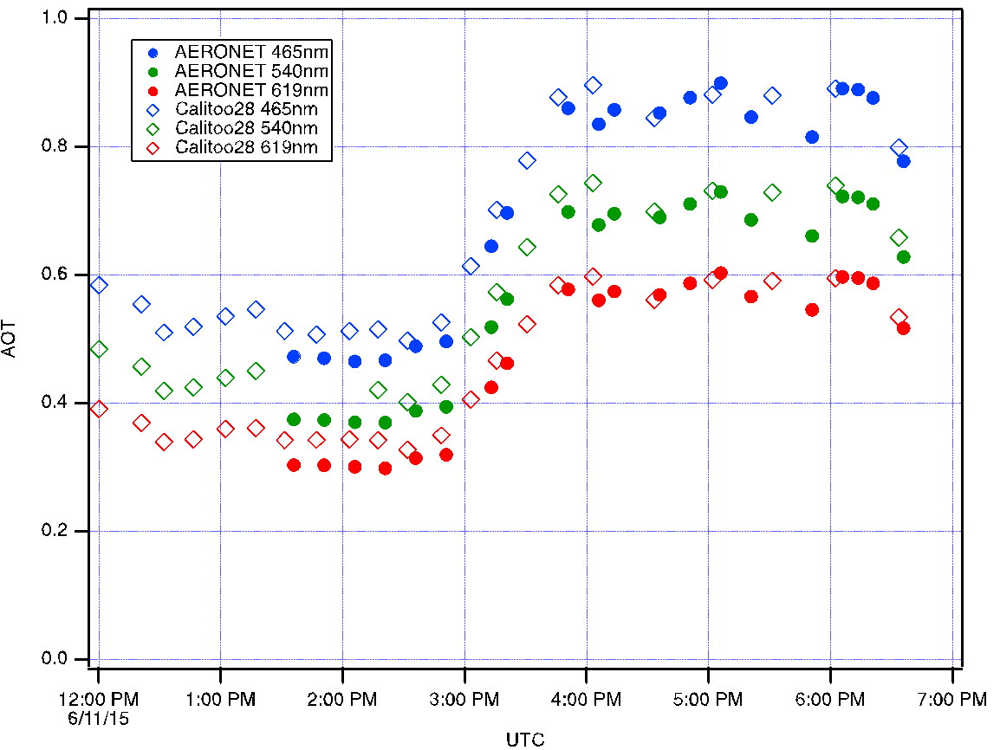 1.0
0.8
0.6
0.4
0.2
0.0
AOT
AERONET 465nm
AERONET 540nm
AERONET 619nm
Calitoo28 465nm
Calitoo28 540nm
Calitoo28 619nm
12:00 PM 1:00 PM 2:00 PM 3:00 PM 4:00 PM 5:00 PM 6:00 PM 7:00 PM
6/11/15
UTC